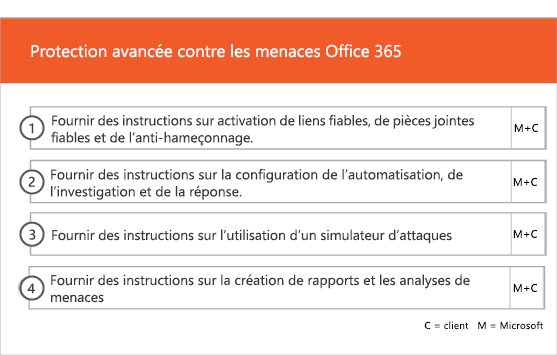 Protection avancée contre les menaces Office 365
1
Fournir des instructions sur activation de liens fiables, de pièces jointes
fiables et de l'anti-hameçonnage.
M+C
2
Fournir des instructions sur la configuration de l'automatisation, de
l'investigation et de la réponse.
M+C
3
Fournir des instructions sur l'utilisation d'un simulateur d'attaques
M+C
4
Fournir des instructions sur la création de rapports et les analyses de
menaces
M+C
C = client M = Microsoft